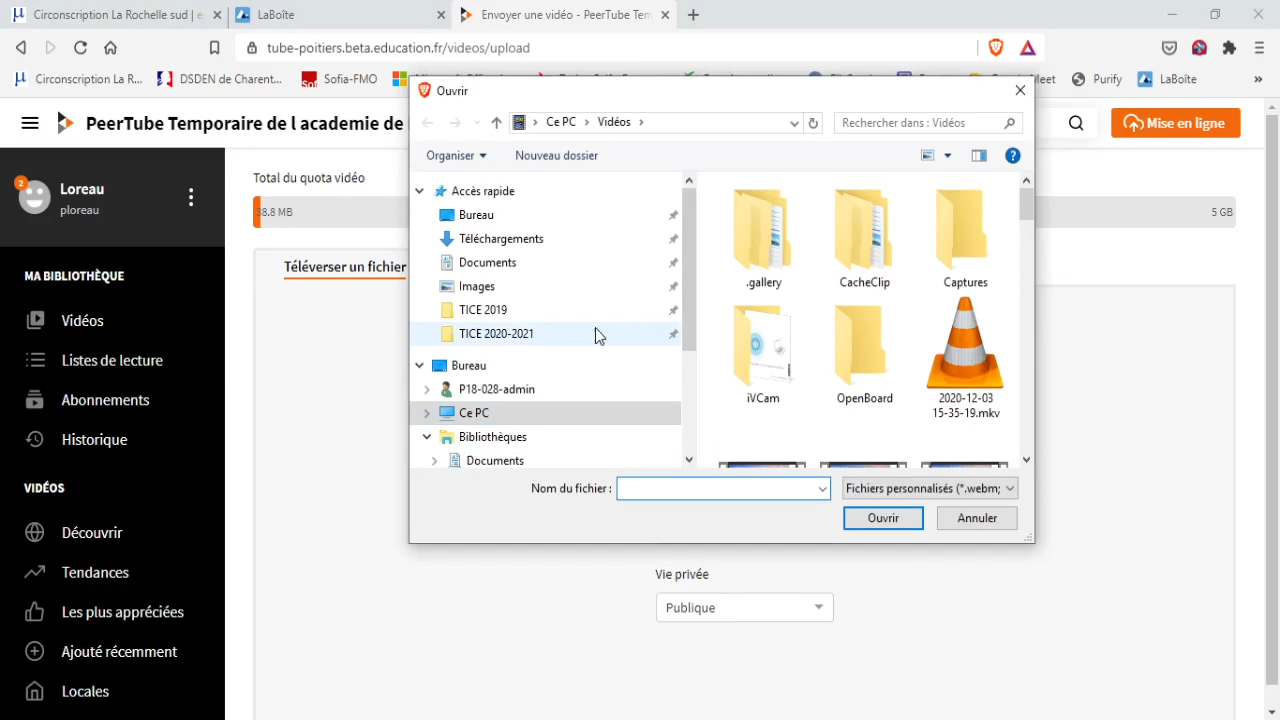 Circonscription La Rochelle sud | e
LaBoîte
Envoyer une vidéo - PeerTube Tem
tube-poitiers.beta.education.fr/videos/upload
Circonscription La R...
DSDEN de Charent...
Sofia-FMO
Meet
Purify
LaBoîte
»
PeerTube Temporaire de l academie de
Mise en ligne
2
Loreau
ploreau
MA BIBLIOTHÈQUE
Vidéos
Listes de lecture
Abonnements
Historique
VIDÉOS
Découvrir
Tendances
Les plus appréciées
Ajouté récemment
Locales
Total du quota vidéo
38.8 MB
5 GB
Téléverser un fichier
Ouvrir
Ce PC
Vidéos
Rechercher dans : Vidéos
Organiser
Nouveau dossier
Accès rapide
Bureau
Téléchargements
Documents
Images
TICE 2019
TICE 2020-2021
Bureau
P18-028-admin
Ce PC
Bibliothèques
Documents
.gallery
CacheClip
Captures
iVCam
OpenBoard
2020-12-03
15-35-19.mkv
Nom du fichier :
Fichiers personnalisés (*.webm;
Ouvrir
Annuler
Vie privée
Publique